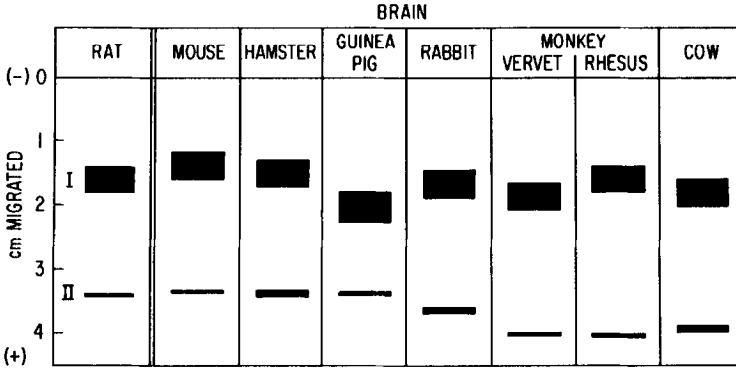 BRAIN
RAT MOUSE HAMSTER GUINEA PIG RABBIT MONKEY VERVET RHESUS COW
(-) 0
1
I
2
3
II
4
(+)
cm MIGRATED